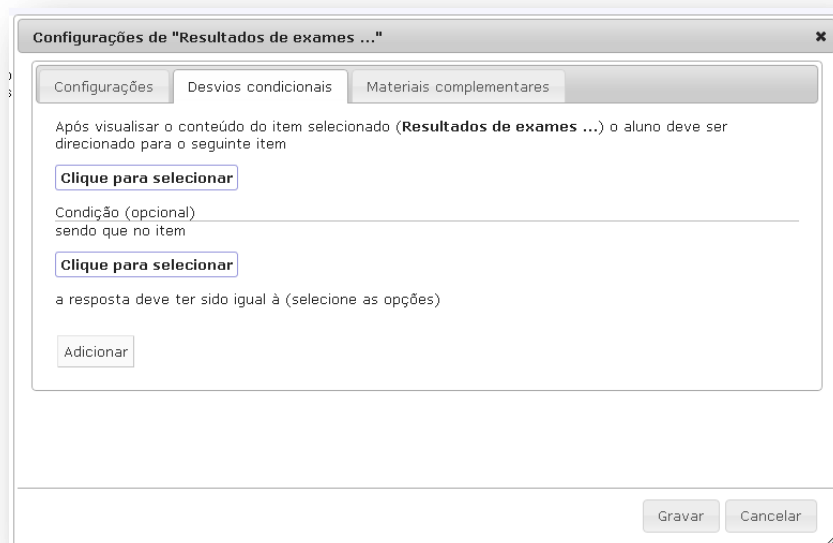 Configurações de "Resultados de exames ..."
Configurações
Desvios condicionais
Materiais complementares
Após visualisar o conteúdo do item selecionado (Resultados de exames ...) o aluno deve ser
direcionado para o seguinte item
Clique para selecionar
Condição (opcional)
sendo que no item
Clique para selecionar
a resposta deve ter sido igual à (selecione as opções)
Adicionar
Gravar
Cancelar